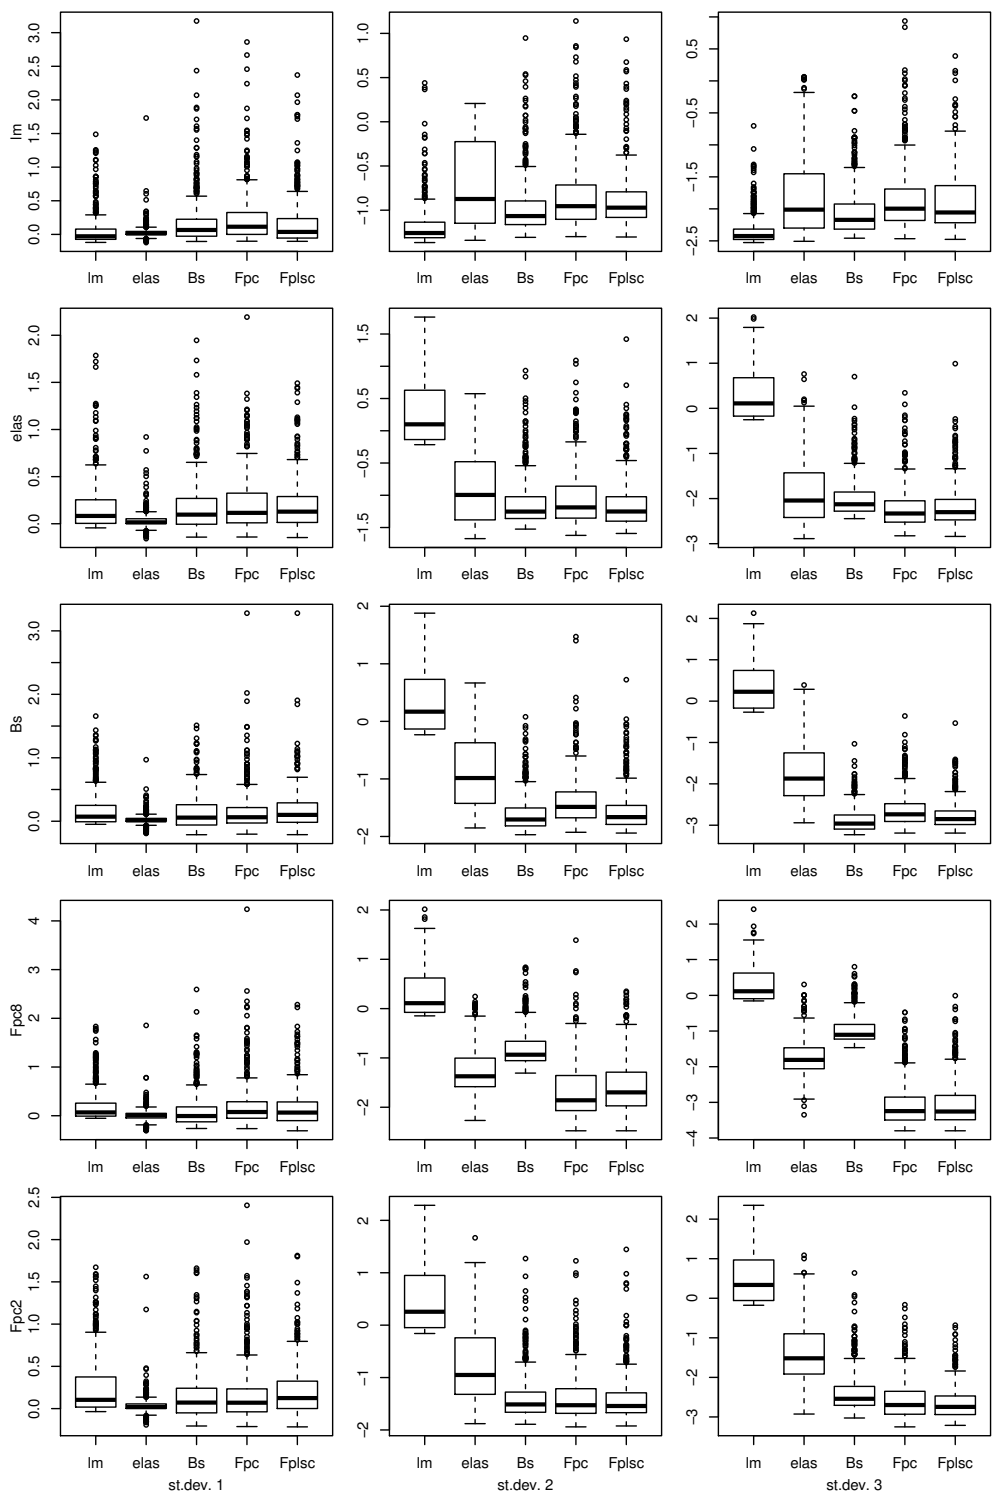 lm
0.0 0.5 1.0 1.5 2.0 2.5 3.0
−1.0 −0.5 0.0 0.5 1.0
−2.5 −1.5 −0.5 0.5
lm elas Bs Fpc Fplsc
lm elas Bs Fpc Fplsc
lm elas Bs Fpc Fplsc
elas
0.0 0.5 1.0 1.5 2.0
−1.5 −0.5 0.5 1.5
−3 −2 −1 0 1 2
lm elas Bs Fpc Fplsc
lm elas Bs Fpc Fplsc
lm elas Bs Fpc Fplsc
Bs
0.0 1.0 2.0 3.0
−2 −1 0 1 2
−3 −2 −1 0 1 2
lm elas Bs Fpc Fplsc
lm elas Bs Fpc Fplsc
lm elas Bs Fpc Fplsc
Fpc8
0 1 2 3 4
−2 −1 0 1 2
−4 −3 −2 −1 0 1 2
lm elas Bs Fpc Fplsc
lm elas Bs Fpc Fplsc
lm elas Bs Fpc Fplsc
Fpc2
0.0 0.5 1.0 1.5 2.0 2.5
−2 −1 0 1 2
−3 −2 −1 0 1 2
lm elas Bs Fpc Fplsc
lm elas Bs Fpc Fplsc
lm elas Bs Fpc Fplsc
st.dev. 1
st.dev. 2
st.dev. 3